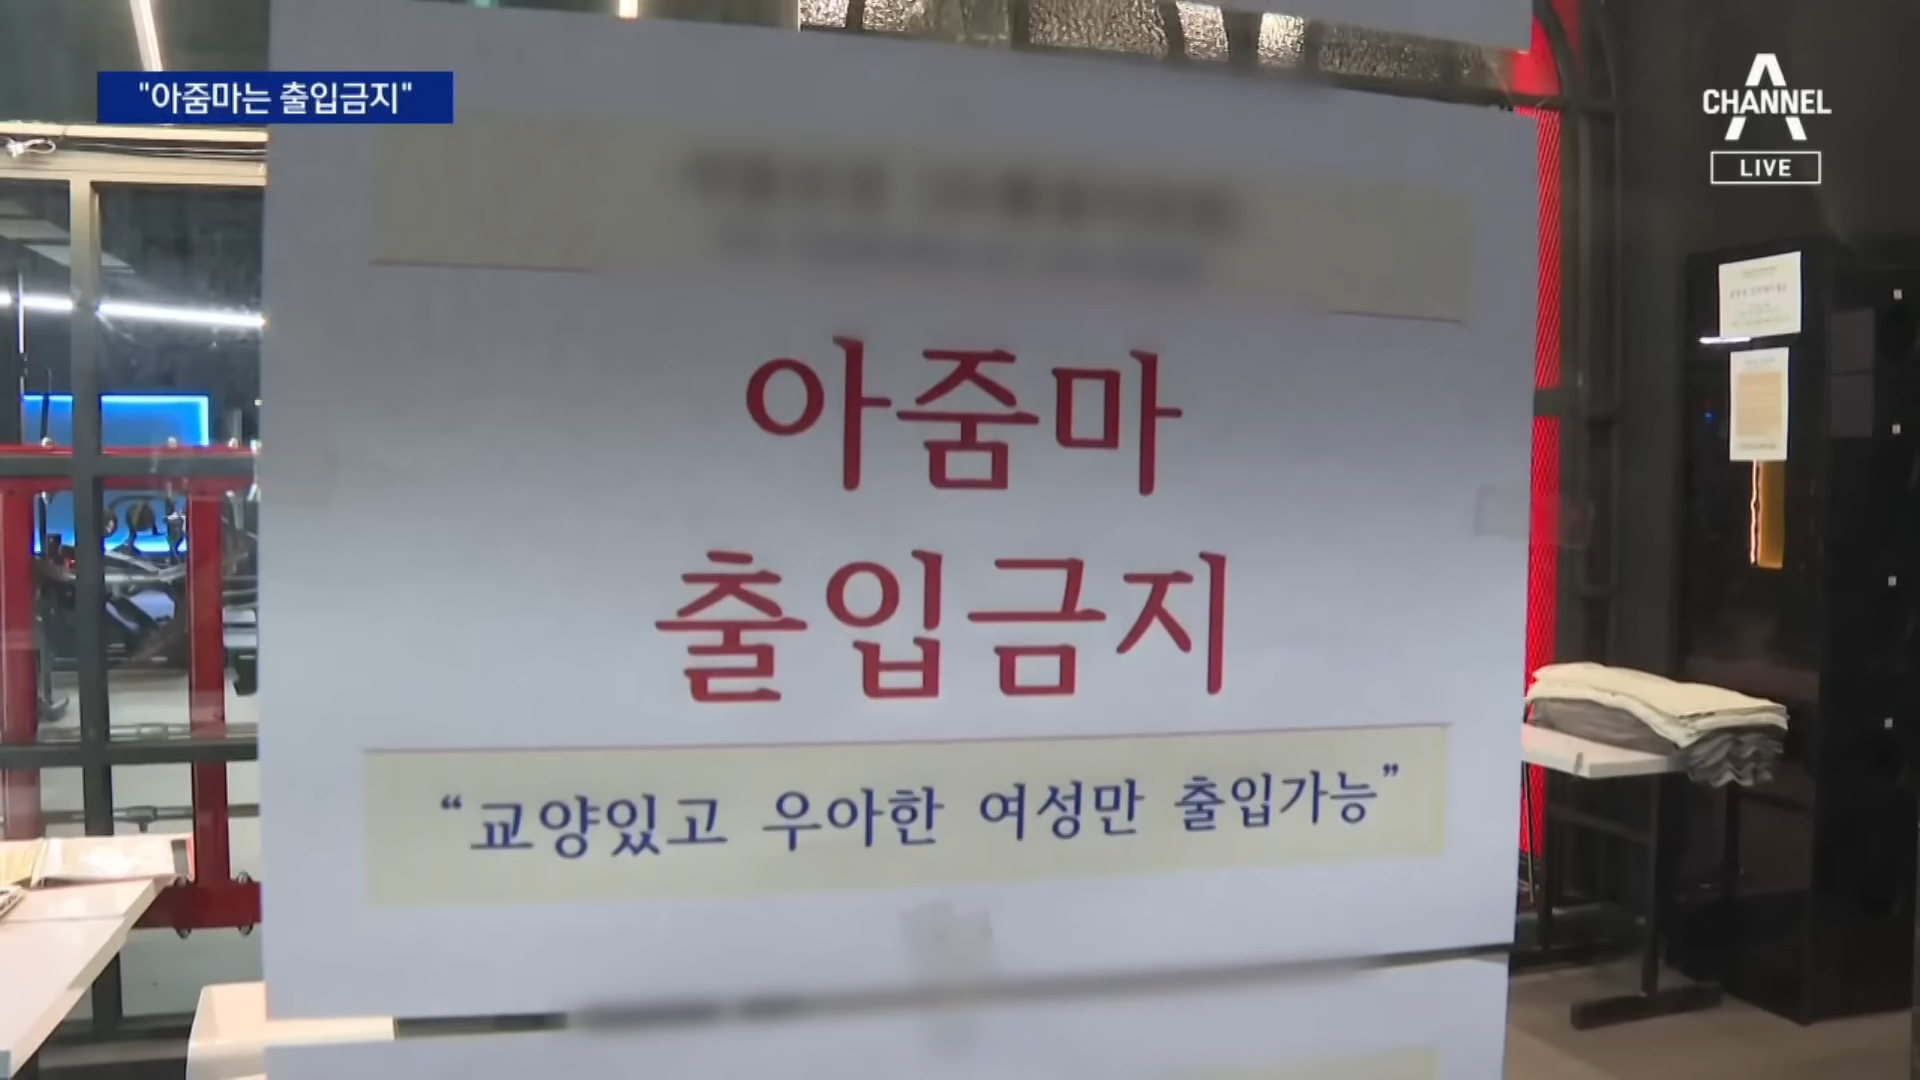 "아줌마는 출입금지"
CHANNEL A
LIVE
아줌마
출입금지
“교양있고 우아한 여성만 출입가능”